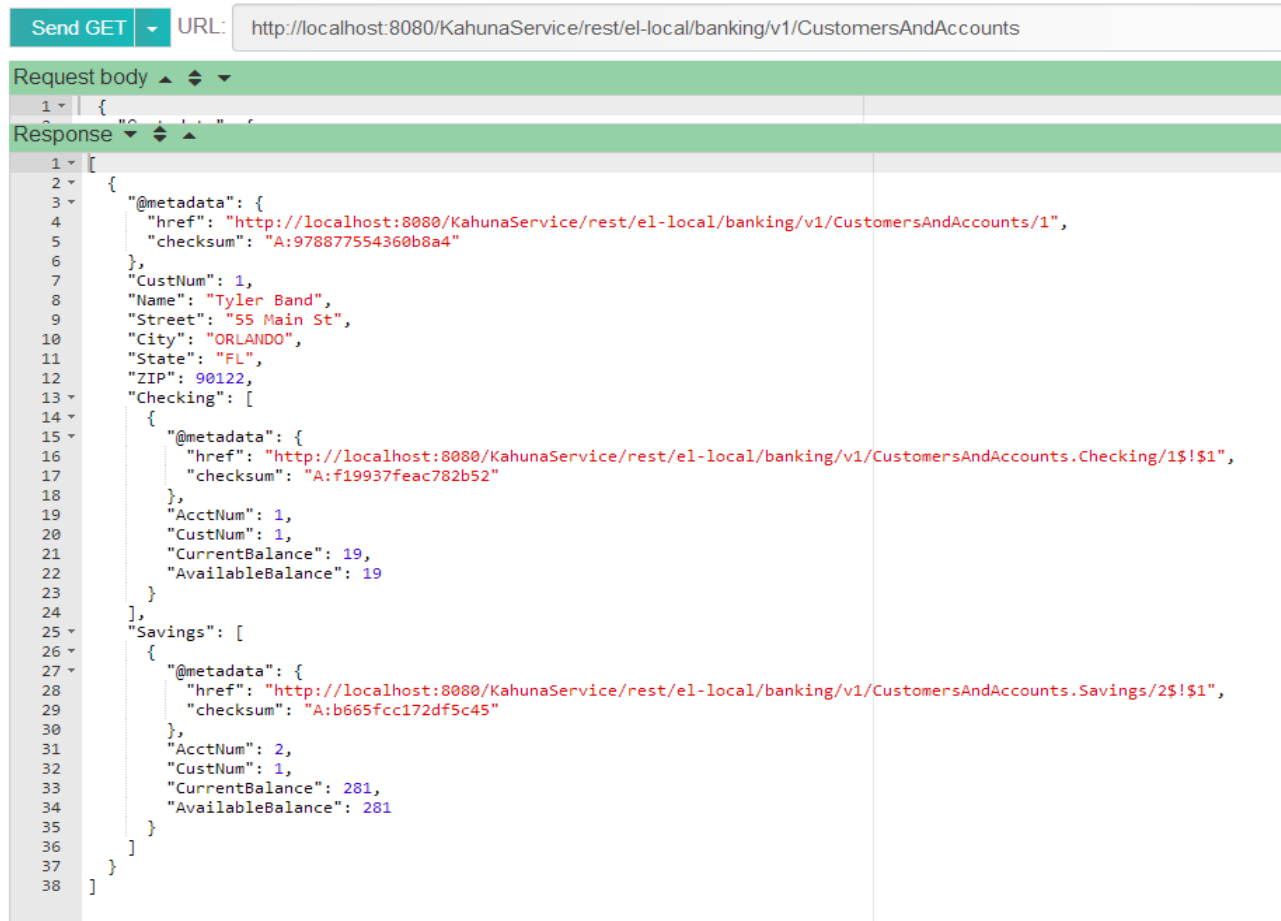 Send GET URL: http://localhost:8080/KahunaService/rest/el-local/banking/v1/CustomersAndAccounts
Request body
1 {
Response
1 [
2 {
3 "@metadata": {
4 "href": "http://localhost:8080/KahunaService/rest/el-local/banking/v1/CustomersAndAccounts/1",
5 "checksum": "A:978877554360b8a4"
6 },
7 "CustNum": 1,
8 "Name": "Tyler Band",
9 "Street": "55 Main St",
10 "City": "ORLANDO",
11 "State": "FL",
12 "ZIP": 90122,
13 "Checking": [
14 {
15 "@metadata": {
16 "href": "http://localhost:8080/KahunaService/rest/el-local/banking/v1/CustomersAndAccounts.Checking/1$!$1",
17 "checksum": "A:f19937feac782b52"
18 },
19 "AcctNum": 1,
20 "CustNum": 1,
21 "CurrentBalance": 19,
22 "AvailableBalance": 19
23 }
24 ],
25 "Savings": [
26 {
27 "@metadata": {
28 "href": "http://localhost:8080/KahunaService/rest/el-local/banking/v1/CustomersAndAccounts.Savings/2$!$1",
29 "checksum": "A:b665fcc172df5c45"
30 },
31 "AcctNum": 2,
32 "CustNum": 1,
33 "CurrentBalance": 281,
34 "AvailableBalance": 281
35 }
36 ]
37 }
38 ]